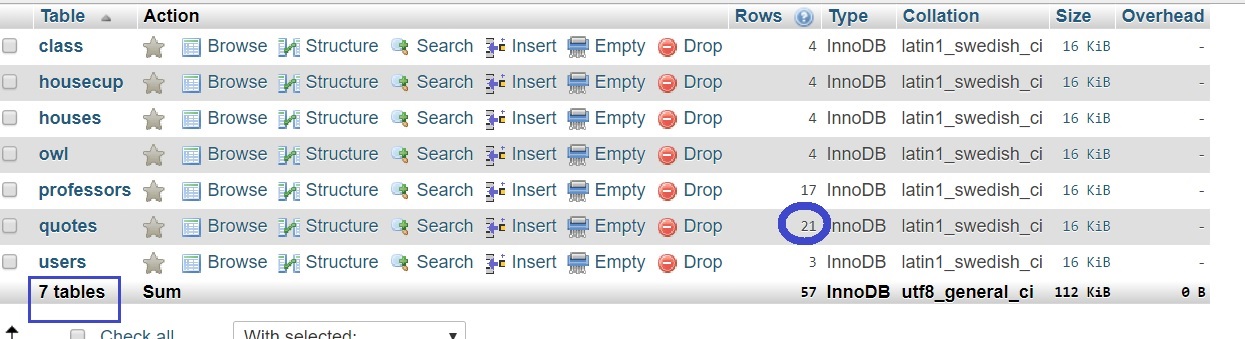 Table Action Rows Type Collation Size Overhead
class Browse Structure Search Insert Empty Drop 4 InnoDB latin1_swedish_ci 16 KiB -
housecup Browse Structure Search Insert Empty Drop 4 InnoDB latin1_swedish_ci 16 KiB -
houses Browse Structure Search Insert Empty Drop 4 InnoDB latin1_swedish_ci 16 KiB -
owl Browse Structure Search Insert Empty Drop 4 InnoDB latin1_swedish_ci 16 KiB -
professors Browse Structure Search Insert Empty Drop 17 InnoDB latin1_swedish_ci 16 KiB -
quotes Browse Structure Search Insert Empty Drop 21 InnoDB latin1_swedish_ci 16 KiB -
users Browse Structure Search Insert Empty Drop 3 InnoDB latin1_swedish_ci 16 KiB -
7 tables Sum 57 InnoDB utf8_general_ci 112 KiB 0 B
Check all With selected: